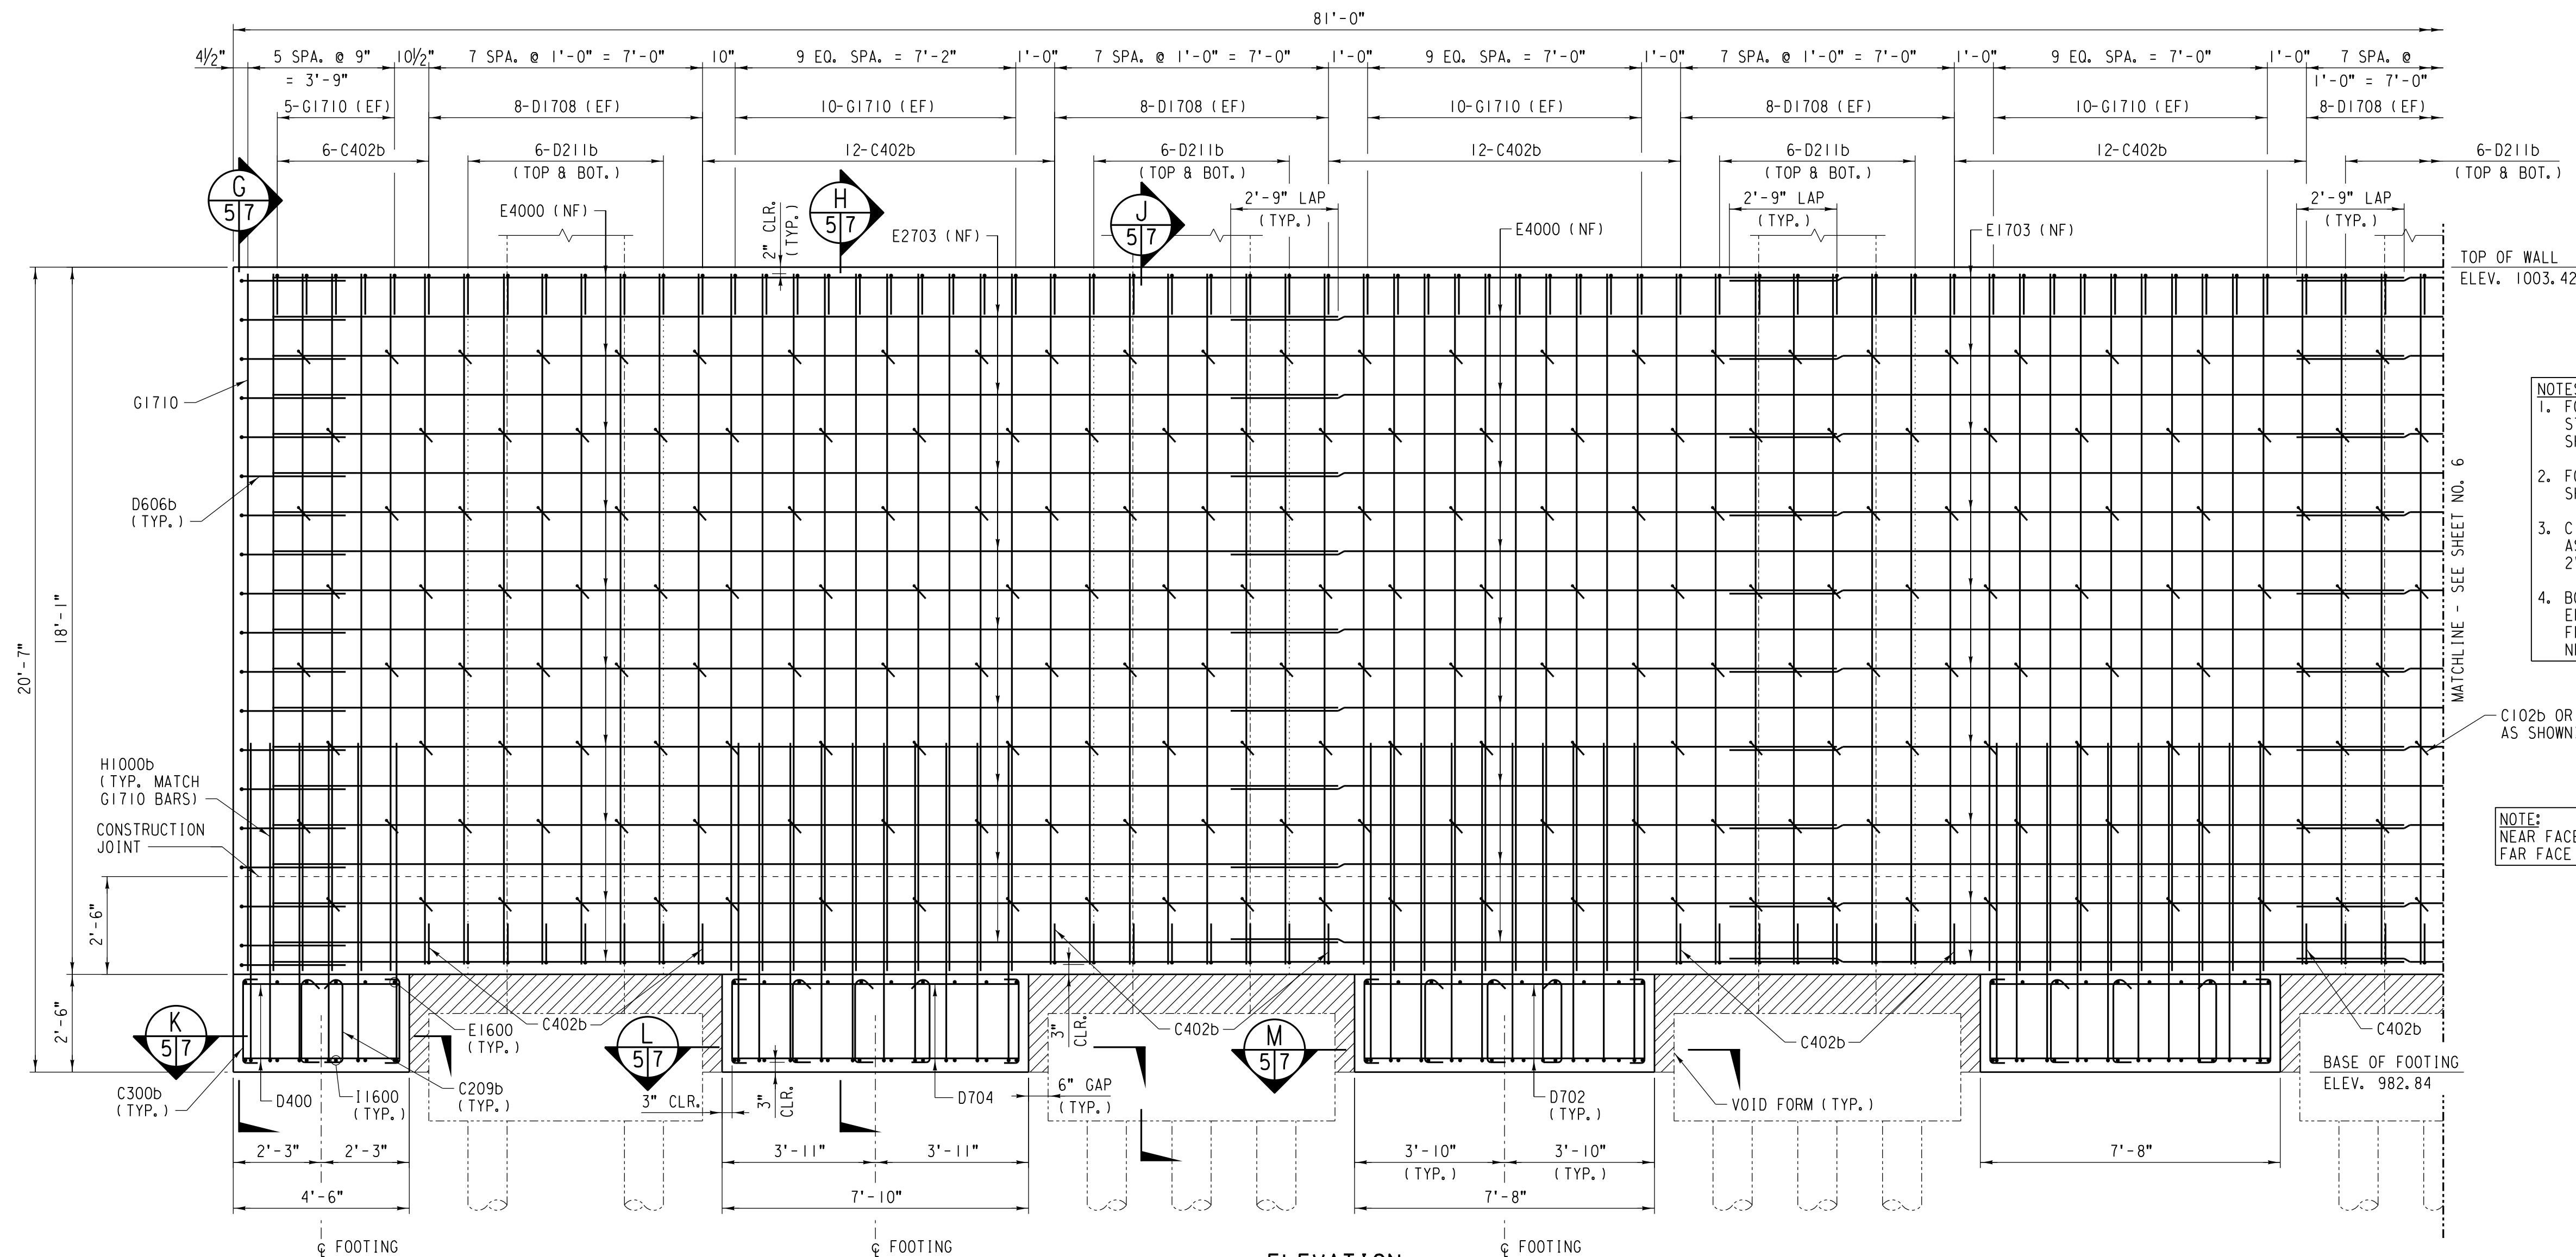 81'-0"
4½" 5 SPA. @ 9" 10½" 7 SPA. @ 1'-0" = 7'-0" 10" 9 EQ. SPA. = 7'-2" 1'-0" 7 SPA. @ 1'-0" = 7'-0" 1'-0" 9 EQ. SPA. = 7'-0" 1'-0" 7 SPA. @ 1'-0" = 7'-0" 1'-0" 9 EQ. SPA. = 7'-0" 1'-0" 7 SPA. @
= 3'-9" 1'-0" = 7'-0"
5-G1710 (EF) 8-D1708 (EF) 10-G1710 (EF) 8-D1708 (EF) 10-G1710 (EF) 8-D1708 (EF) 10-G1710 (EF) 8-D1708 (EF)
6-C402b 6-D211b 12-C402b 6-D211b 12-C402b 6-D211b 12-C402b 6-D211b
(TOP & BOT.) (TOP & BOT.) (TOP & BOT.) (TOP & BOT.)
G
5 7
H
5 7
J
5 7
2" CLR.
(TYP.)
2'-9" LAP
(TYP.)
2'-9" LAP
(TYP.)
2'-9" LAP
(TYP.)
E4000 (NF)
E2703 (NF)
E4000 (NF)
E1703 (NF)
TOP OF WALL
ELEV. 1003.42
20'-7"
18'-1"
G1710
D606b
(TYP.)
H1000b
(TYP. MATCH
G1710 BARS)
CONSTRUCTION
JOINT
2'-6"
2'-6"
MATCHLINE - SEE SHEET NO. 6
NOTES
1. FO
2. FO
3. C
2'
4. BO
C102b OR
AS SHOWN
NOTE:
NEAR FACE
FAR FACE
K
5 7
L
5 7
M
5 7
C300b
(TYP.)
D400
I1600
(TYP.)
E1600
(TYP.)
C209b
(TYP.)
C402b
3" CLR.
3"
CLR.
D704
3"
CLR.
6" GAP
(TYP.)
C402b
D702
(TYP.)
C402b
VOID FORM (TYP.)
C402b
BASE OF FOOTING
ELEV. 982.84
2'-3" 2'-3" 3'-11" 3'-11" 3'-10" 3'-10" 7'-8"
(TYP.) (TYP.)
4'-6" 7'-10" 7'-8"
℄ FOOTING ℄ FOOTING ℄ FOOTING